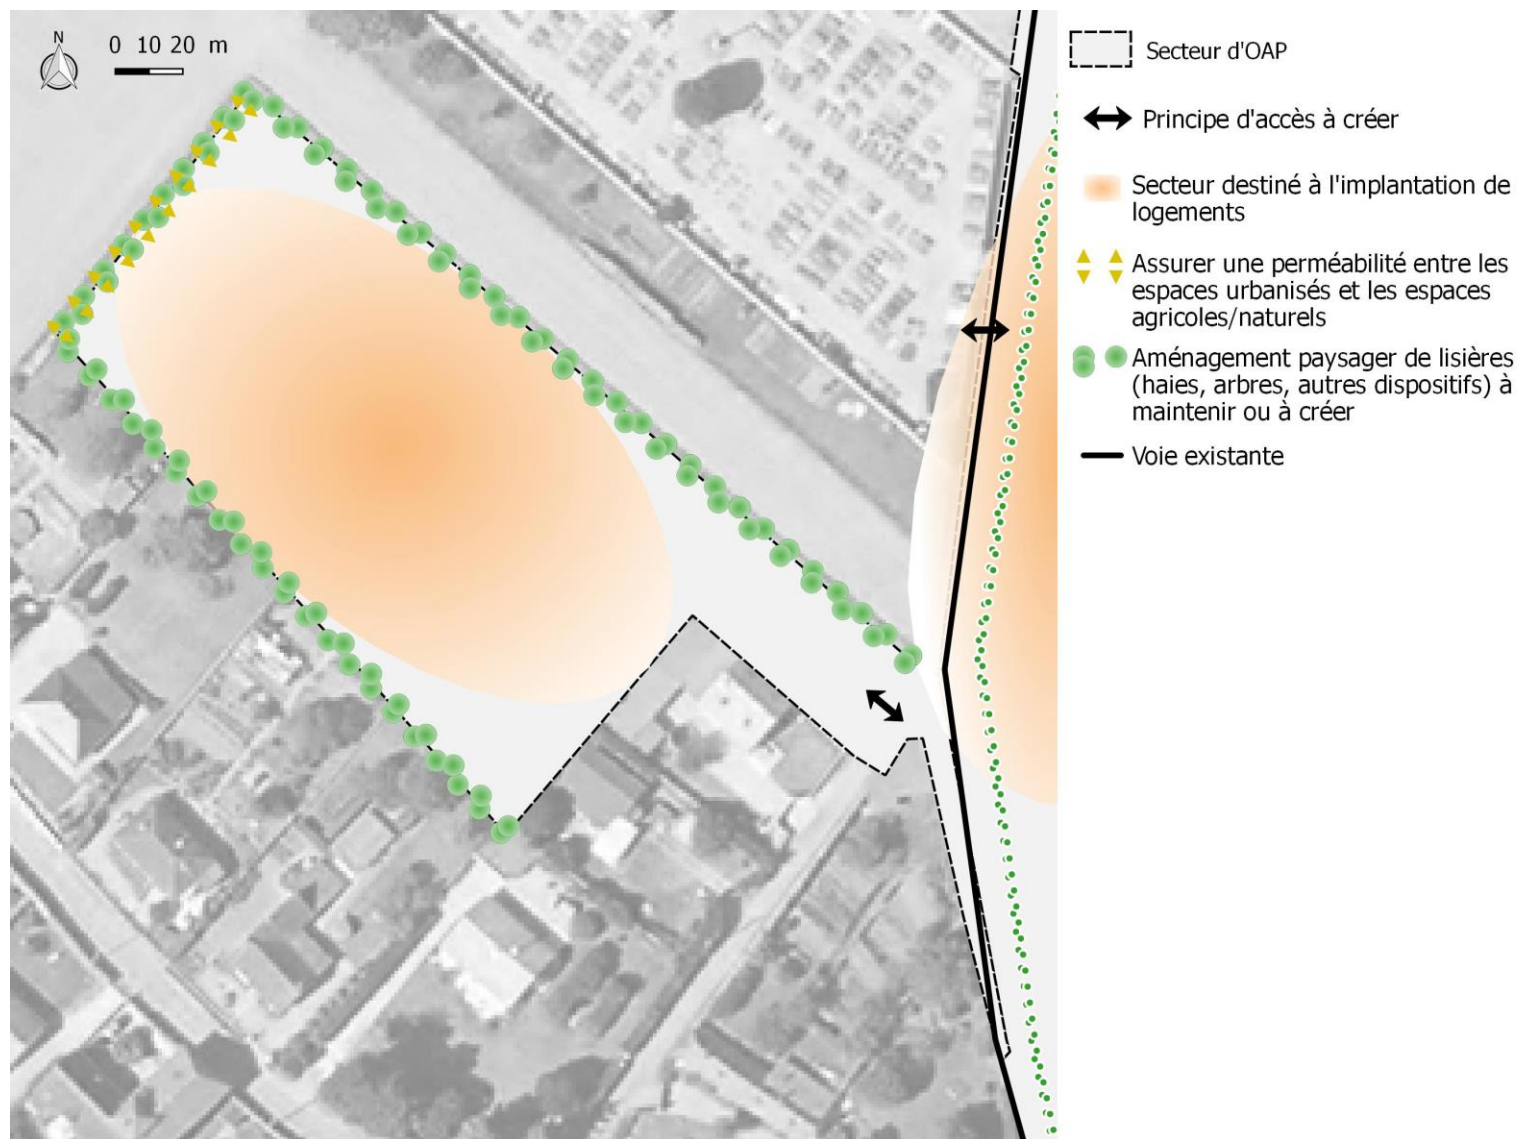 N
0 10 20 m
Secteur d'OAP
Principe d'accès à créer
Secteur destiné à l'implantation de
logements
Assurer une perméabilité entre les
espaces urbanisés et les espaces
agricoles/naturels
Aménagement paysager de lisières
(haies, arbres, autres dispositifs) à
maintenir ou à créer
Voie existante